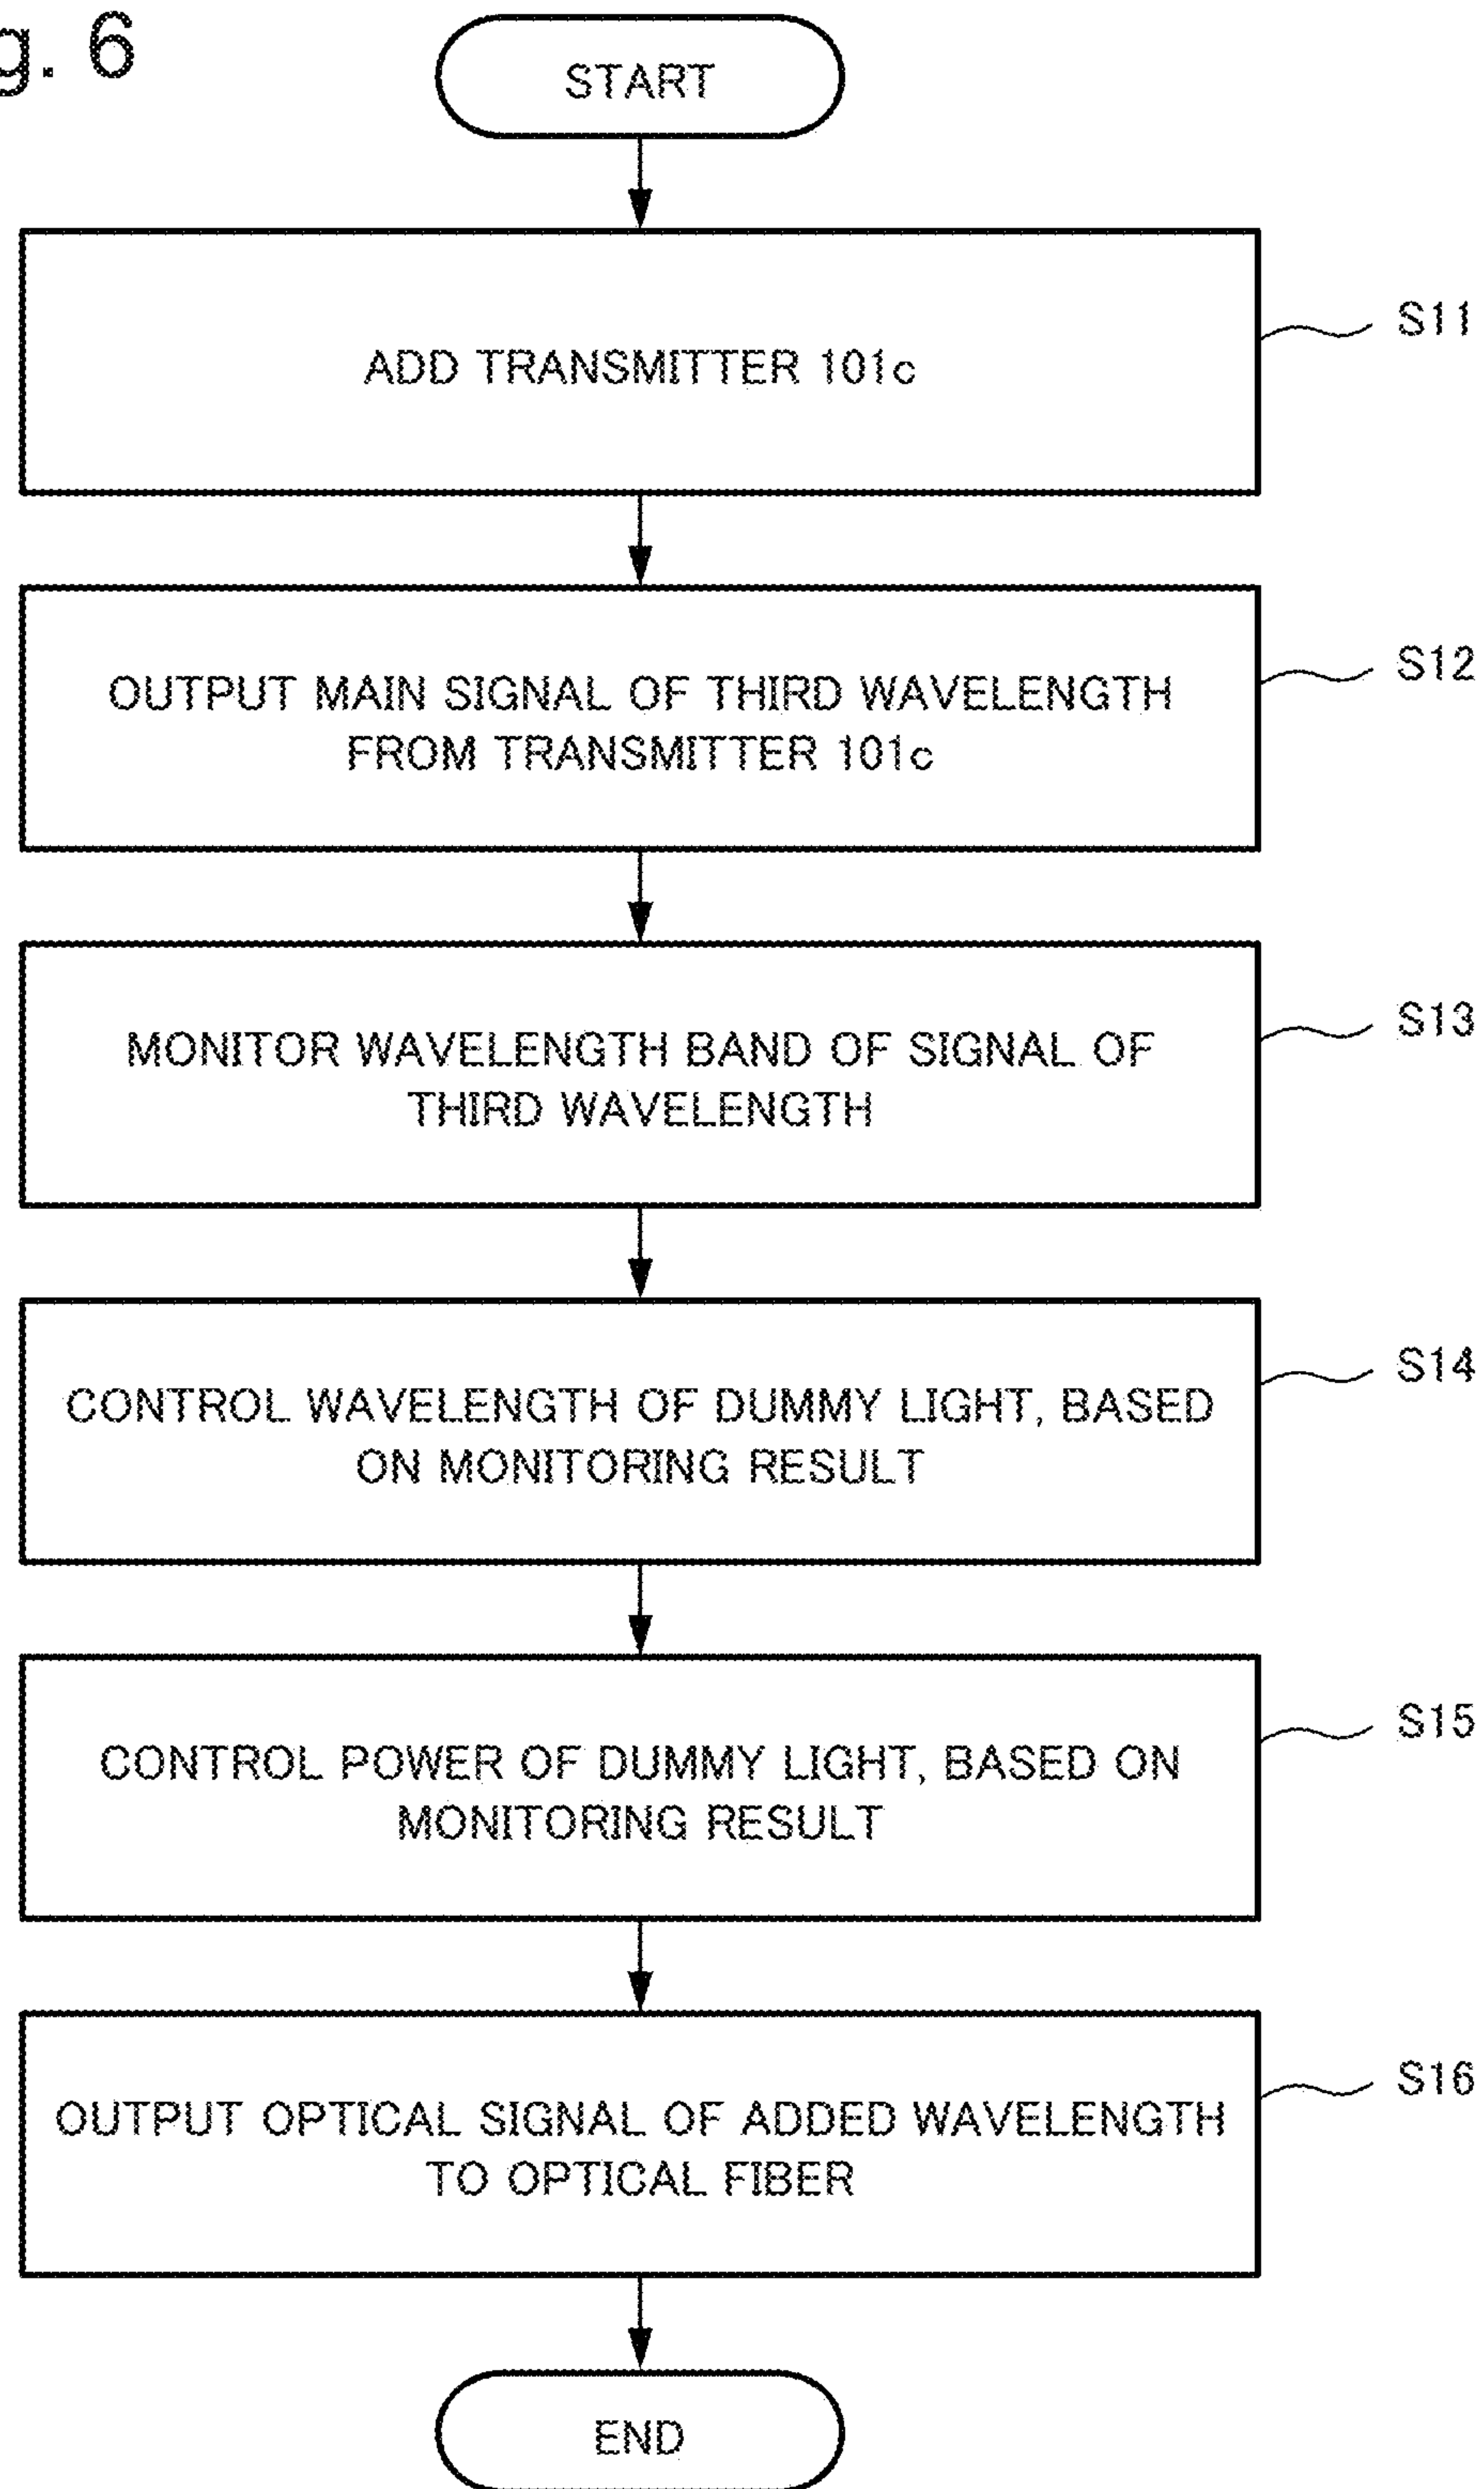 g. 6
START
ADD TRANSMITTER 101c
S11
OUTPUT MAIN SIGNAL OF THIRD WAVELENGTH
FROM TRANSMITTER 101c
S12
MONITOR WAVELENGTH BAND OF SIGNAL OF
THIRD WAVELENGTH
S13
CONTROL WAVELENGTH OF DUMMY LIGHT, BASED
ON MONITORING RESULT
S14
CONTROL POWER OF DUMMY LIGHT, BASED ON
MONITORING RESULT
S15
OUTPUT OPTICAL SIGNAL OF ADDED WAVELENGTH
TO OPTICAL FIBER
S16
END